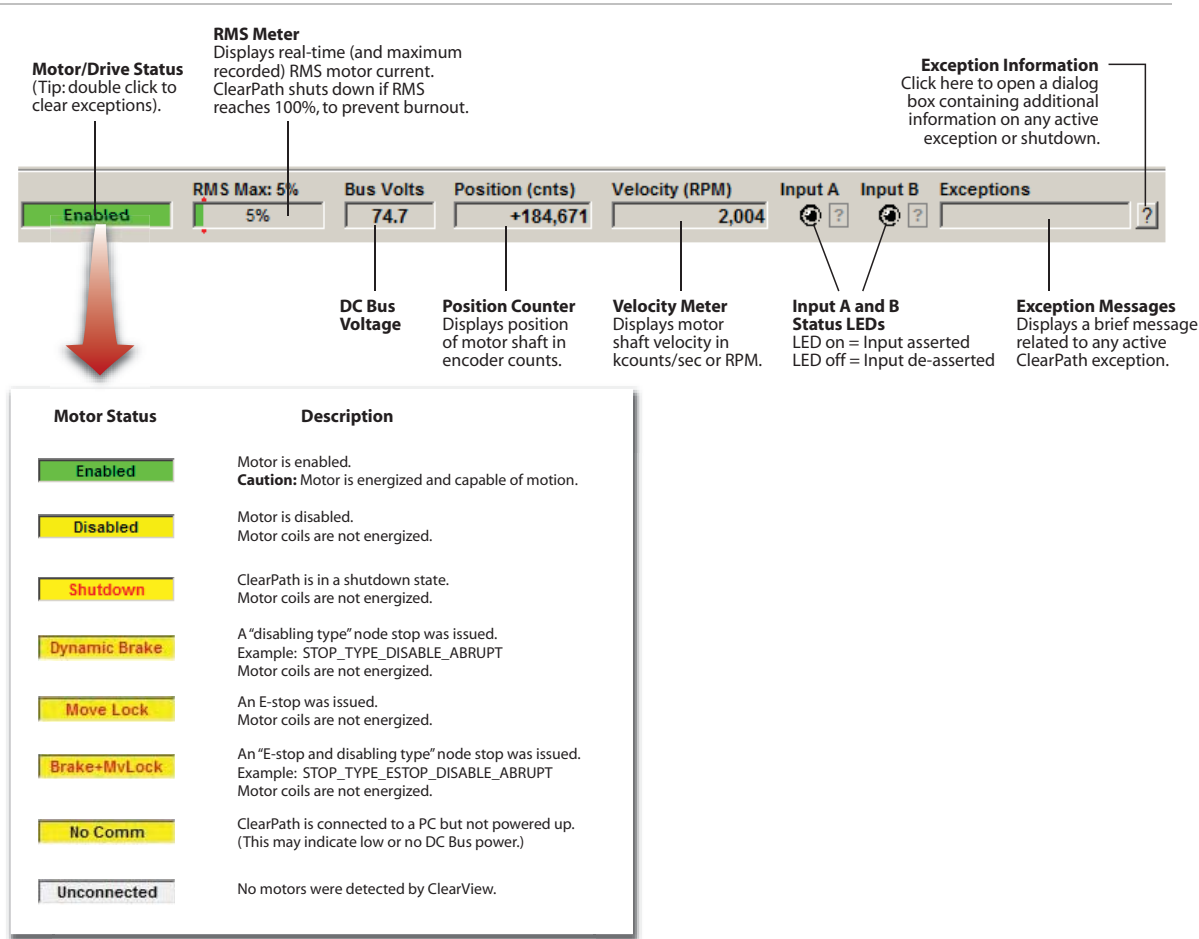 RMS Meter
Displays real-time (and maximum
recorded) RMS motor current.
ClearPath shuts down if RMS
reaches 100%, to prevent burnout.
Motor/Drive Status
(Tip: double click to
clear exceptions).
Exception Information
Click here to open a dialog
box containing additional
information on any active
exception or shutdown.
RMS Max: 5% Bus Volts Position (cnts) Velocity (RPM) Input A Input B Exceptions
Enabled 5% 74.7 +184,671 2,004 ? ? ?
DC Bus
Voltage
Position Counter
Displays position
of motor shaft in
encoder counts.
Velocity Meter
Displays motor
shaft velocity in
kcounts/sec or RPM.
Input A and B
Status LEDs
LED on = Input asserted
LED off = Input de-asserted
Exception Messages
Displays a brief message
related to any active
ClearPath exception.
Motor Status Description
Enabled
Motor is enabled.
Caution: Motor is energized and capable of motion.
Disabled
Motor is disabled.
Motor coils are not energized.
Shutdown
ClearPath is in a shutdown state.
Motor coils are not energized.
Dynamic Brake
A "disabling type" node stop was issued.
Example: STOP_TYPE_DISABLE_ABRUPT
Motor coils are not energized.
Move Lock
An E-stop was issued.
Motor coils are not energized.
Brake+MvLock
An "E-stop and disabling type" node stop was issued.
Example: STOP_TYPE_ESTOP_DISABLE_ABRUPT
Motor coils are not energized.
No Comm
ClearPath is connected to a PC but not powered up.
(This may indicate low or no DC Bus power.)
Unconnected
No motors were detected by ClearView.